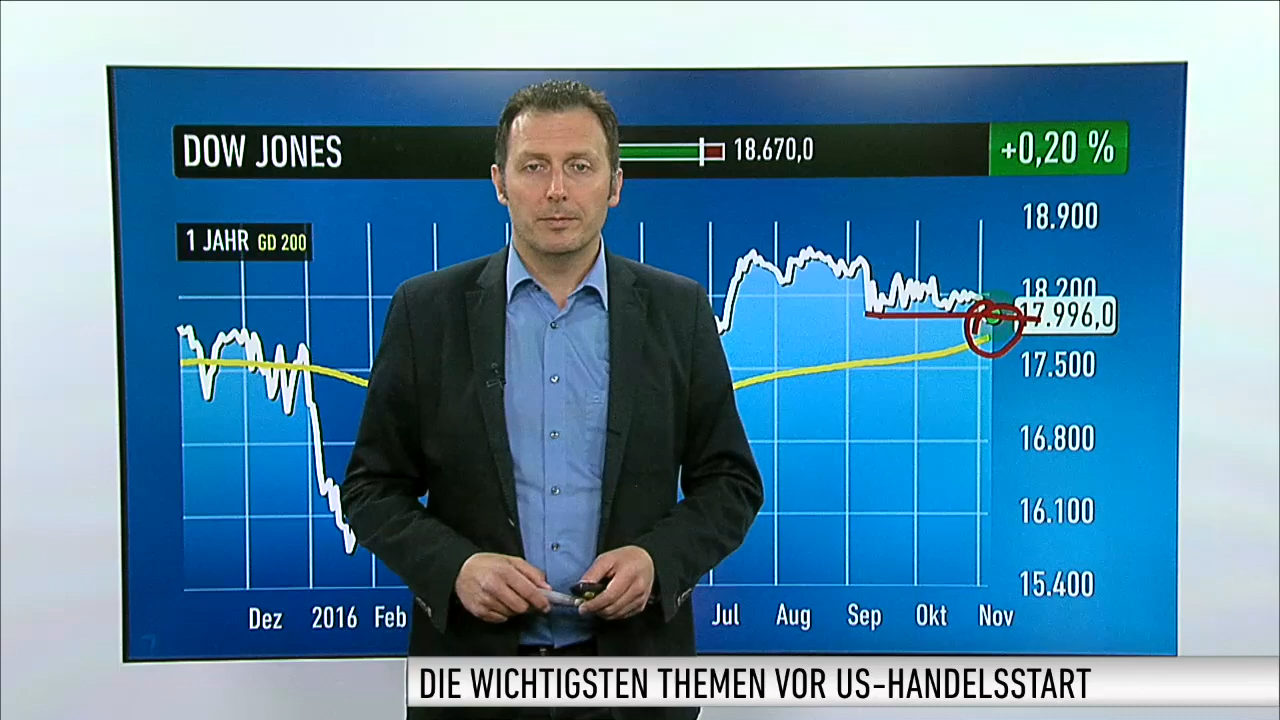 DOW JONES
18.670,0
+0,20 %
1 JAHR GD 200
18.900
18.200
17.996,0
17.500
16.800
16.100
15.400
Dez 2016 Feb Jul Aug Sep Okt Nov
DIE WICHTIGSTEN THEMEN VOR US-HANDELSSTART